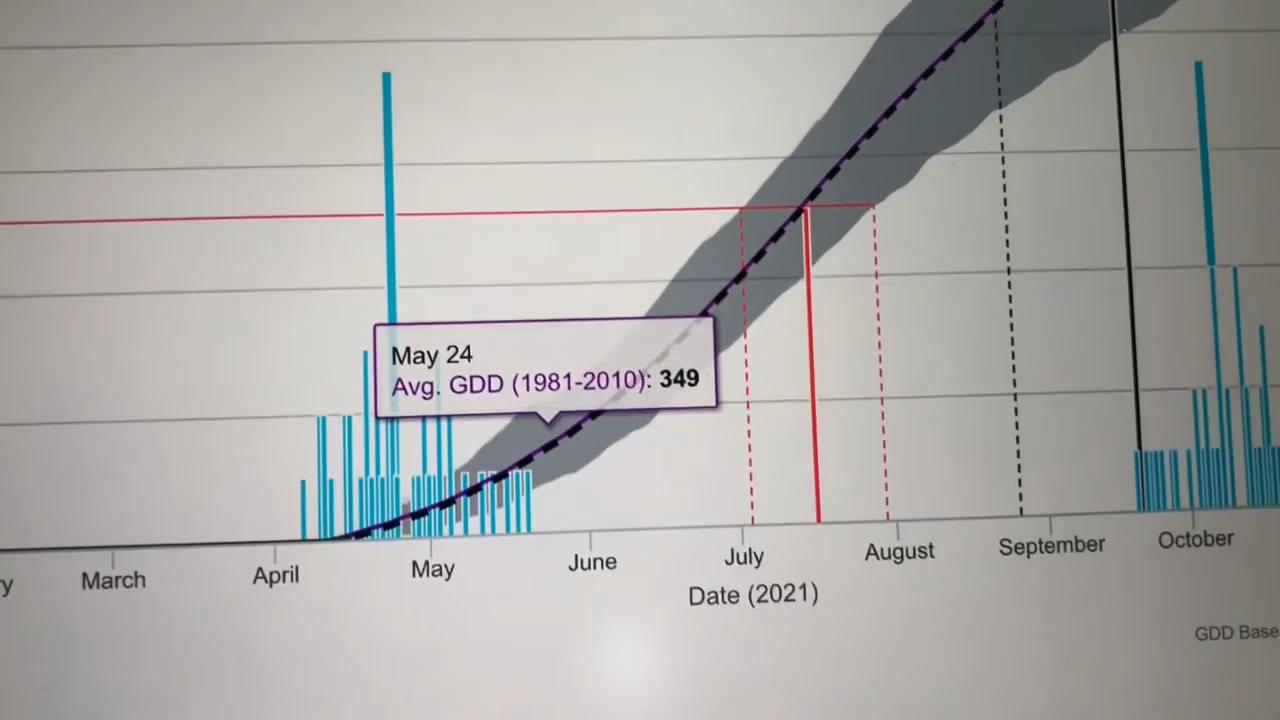 May 24
Avg. GDD (1981-2010): 349
ry
March
April
May
June
July
August
September
October
Date (2021)
GDD Base